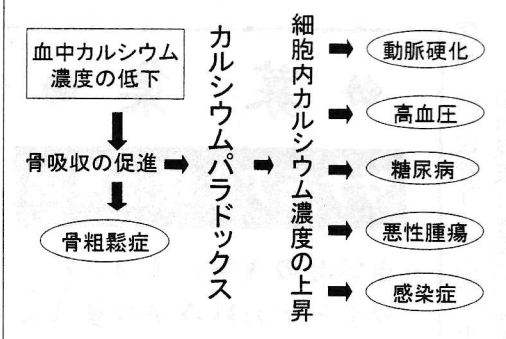 血中カルシウム
濃度の低下
骨吸収の促進
骨粗鬆症
カルシウムパラドックス
細胞内カルシウム濃度の上昇
動脈硬化
高血圧
糖尿病
悪性腫瘍
感染症